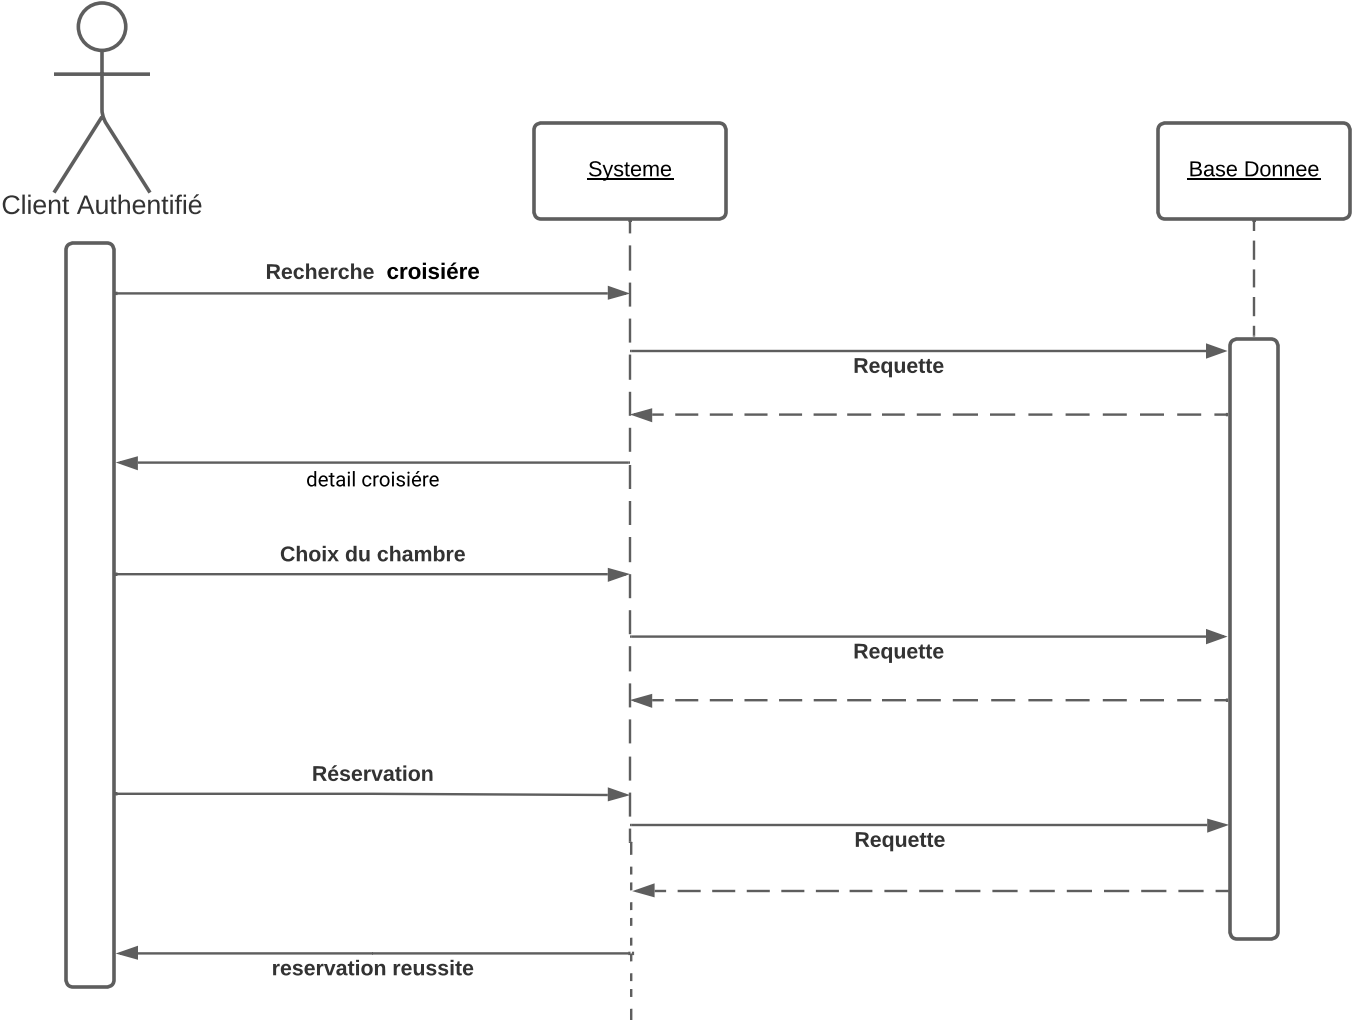 Client Authentifié
Systeme
Base Donnee
Recherche croisiére
Requette
detail croisiére
Choix du chambre
Requette
Réservation
Requette
reservation reussite